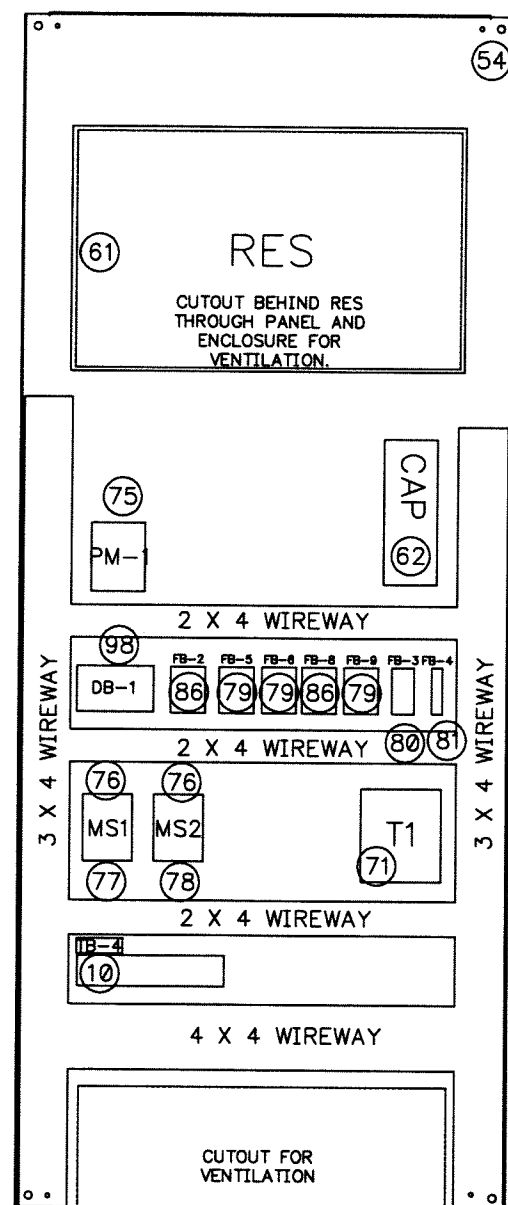 54
61
RES
CUTOUT BEHIND RES
THROUGH PANEL AND
ENCLOSURE FOR
VENTILATION.
75
CAP
PM-1
62
2 X 4 WIREWAY
98
FB-2 FB-5 FB-6 FB-8 FB-9 FB-3 FB-4
DB-1 86 79 79 86 79
3 X 4 WIREWAY
3 X 4 WIREWAY
2 X 4 WIREWAY 80 81
76 76
MS1 MS2 T1
77 78 71
2 X 4 WIREWAY
TB-4
10
4 X 4 WIREWAY
CUTOUT FOR
VENTILATION